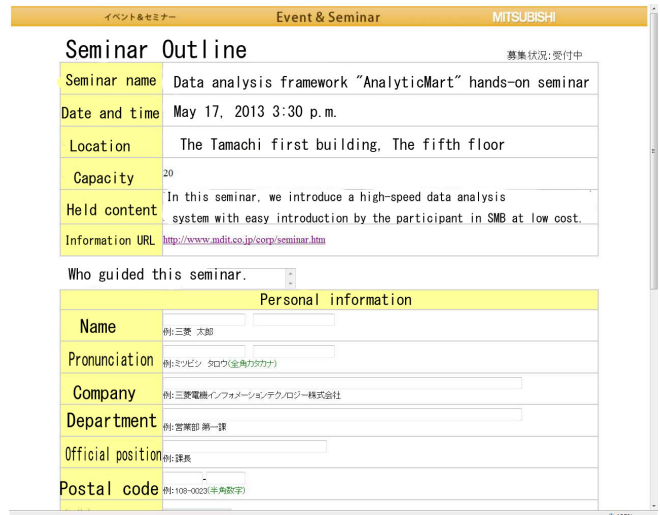 イベント&セミナー Event & Seminar MITSUBISHI
Seminar Outline 募集状況:受付中
Seminar name Data analysis framework "AnalyticMart" hands-on seminar
Date and time May 17, 2013 3:30 p.m.
Location The Tamachi first building, The fifth floor
Capacity 20
Held content In this seminar, we introduce a high-speed data analysis
system with easy introduction by the participant in SMB at low cost.
Information URL http://www.mdit.co.jp/corp/seminar.htm
Who guided this seminar.
Personal information
Name
例:三菱 太郎
Pronunciation
例:ミツビシ タロウ(全角カタカナ)
Company
例:三菱電機インフォメーションテクノロジー株式会社
Department
例:営業部 第一課
Official position
例:課長
Postal code -
例:108-0023(半角数字)